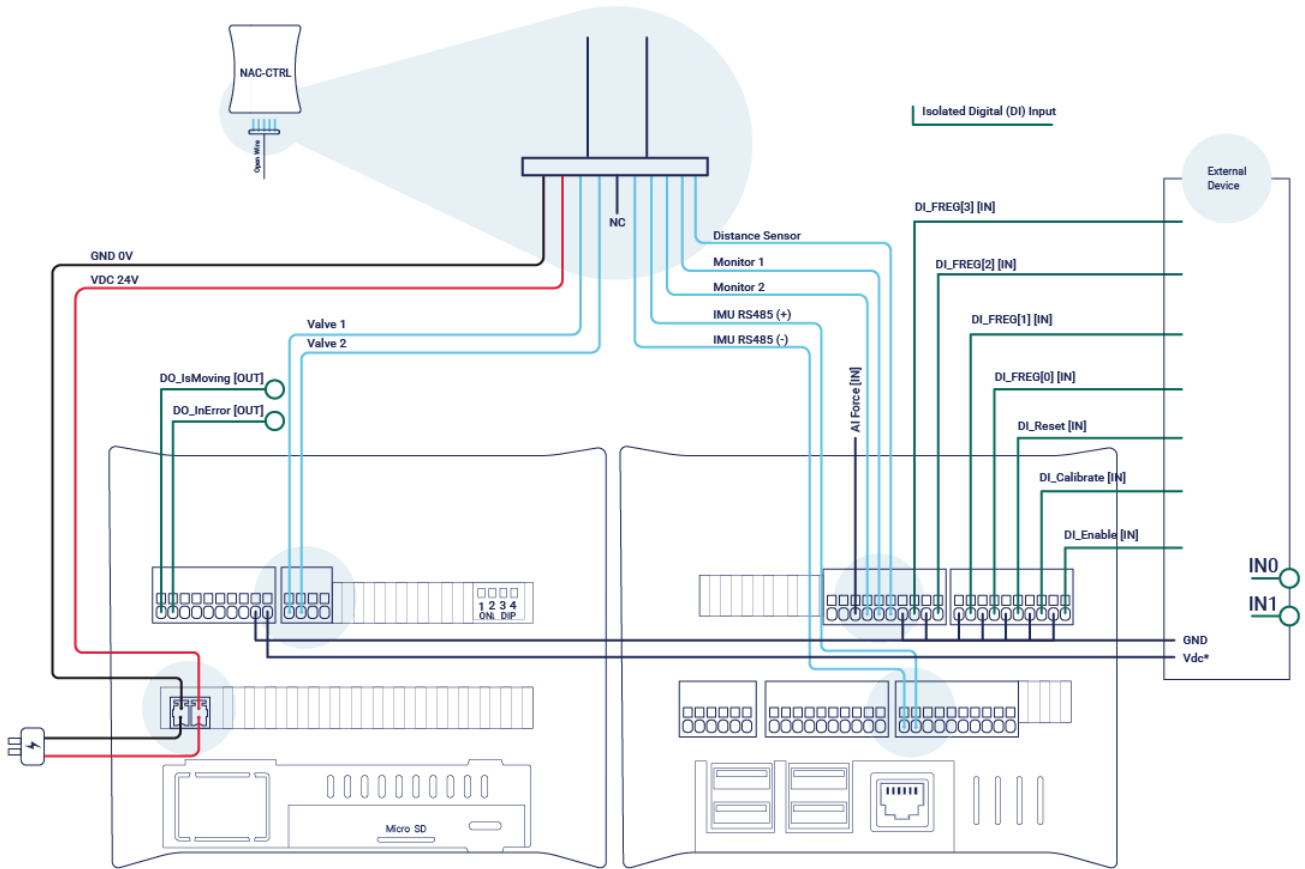 NAC-CTRL
Open Wire
Isolated Digital (DI) Input
External
Device
NC
DI_FREG[3] [IN]
Distance Sensor
GND 0V
Monitor 1
DI_FREG[2] [IN]
VDC 24V
Monitor 2
IMU RS485 (+)
DI_FREG[1] [IN]
Valve 1
Valve 2
IMU RS485 (-)
DO_IsMoving [OUT]
AI Force [IN]
DI_FREG[0] [IN]
DO_InError [OUT]
DI_Reset [IN]
DI_Calibrate [IN]
DI_Enable [IN]
IN0
IN1
1 2 3 4
ON↓ DIP
GND
Vdc*
Micro SD